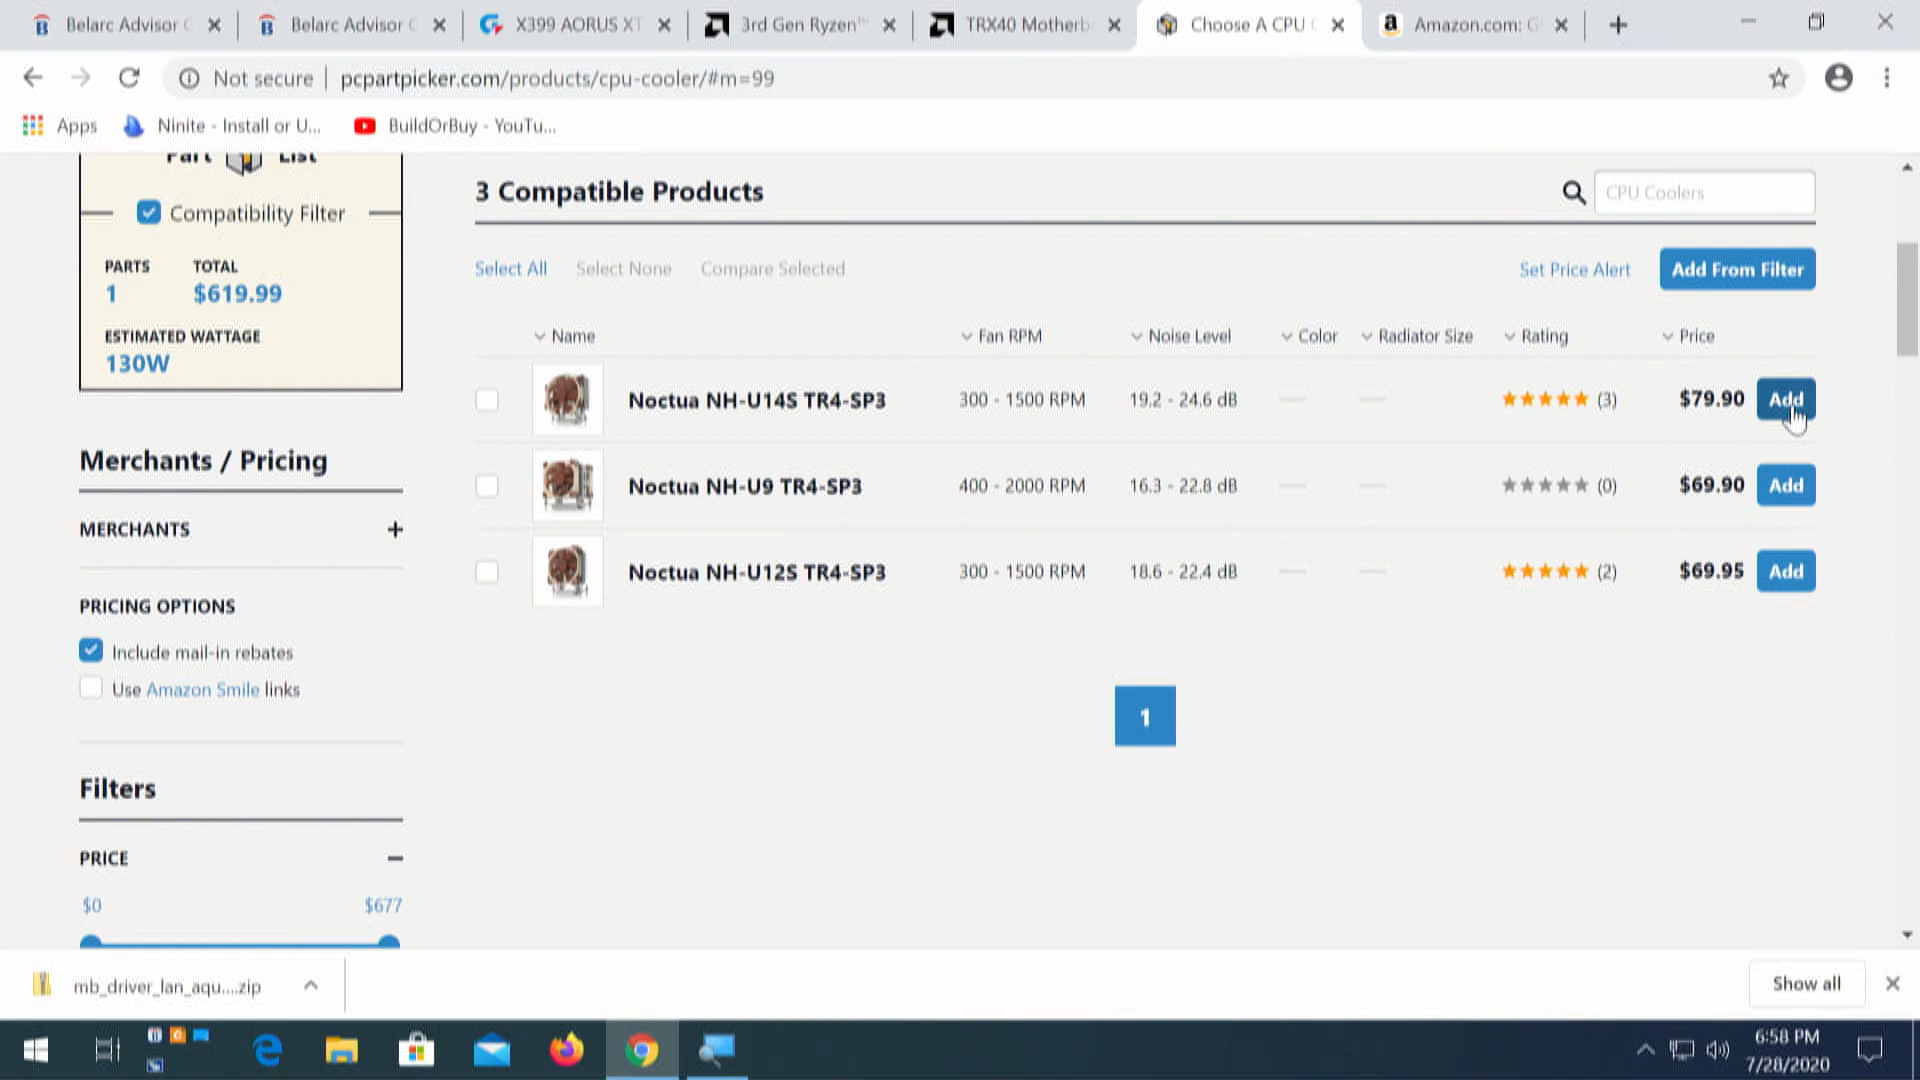 Belarc Advisor C
Belarc Advisor C
X399 AORUS XT
3rd Gen Ryzen™
TRX40 Motherb
Choose A CPU C
Amazon.com: G
Not secure | pcpartpicker.com/products/cpu-cooler/#m=99
Apps
Ninite - Install or U...
BuildOrBuy - YouTu...
Part List
Compatibility Filter
PARTS TOTAL
1 $619.99
ESTIMATED WATTAGE
130W
Merchants / Pricing
MERCHANTS +
PRICING OPTIONS
Include mail-in rebates
Use Amazon Smile links
Filters
PRICE
$0 $677
3 Compatible Products
CPU Coolers
Select All Select None Compare Selected
Set Price Alert Add From Filter
Name Fan RPM Noise Level Color Radiator Size Rating Price
Noctua NH-U14S TR4-SP3 300 - 1500 RPM 19.2 - 24.6 dB (3) $79.90 Add
Noctua NH-U9 TR4-SP3 400 - 2000 RPM 16.3 - 22.8 dB (0) $69.90 Add
Noctua NH-U12S TR4-SP3 300 - 1500 RPM 18.6 - 22.4 dB (2) $69.95 Add
1
mb_driver_lan_aqu....zip
Show all
6:58 PM
7/28/2020